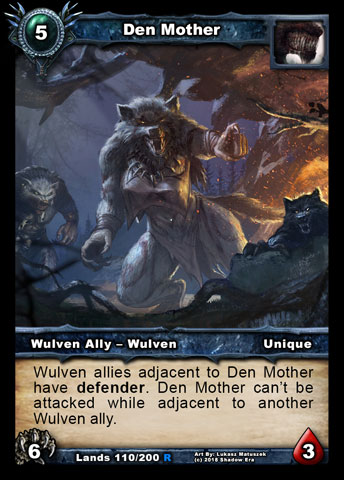 5
Den Mother
Wulven Ally – Wulven Unique
Wulven allies adjacent to Den Mother
have defender. Den Mother can't be
attacked while adjacent to another
Wulven ally.
6
Lands 110/200 R
Art By: Lukasz Matuszek
(c) 2018 Shadow Era
3